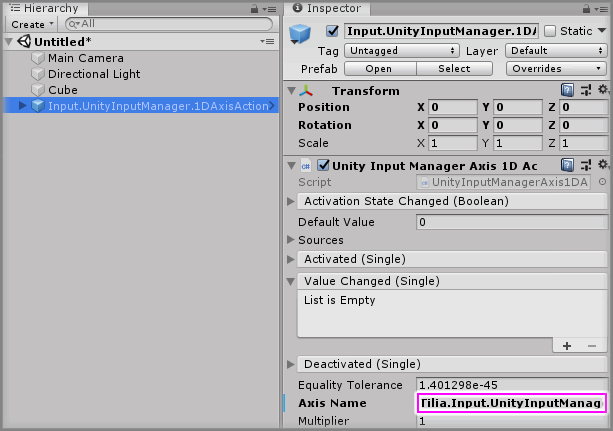 Hierarchy
Create
All
Untitled*
Main Camera
Directional Light
Cube
Input.UnityInputManager.1DAxisAction
Inspector
Input.UnityInputManager.1DA
Static
Tag Untagged Layer Default
Prefab Open Select Overrides
Transform
Position X 0 Y 0 Z 0
Rotation X 0 Y 0 Z 0
Scale X 1 Y 1 Z 1
Unity Input Manager Axis 1D Ac
Script UnityInputManagerAxis1DA
Activation State Changed (Boolean)
Default Value 0
Sources
Activated (Single)
Value Changed (Single)
List is Empty
Deactivated (Single)
Equality Tolerance 1.401298e-45
Axis Name Tilia.Input.UnityInputManag
Multiplier 1